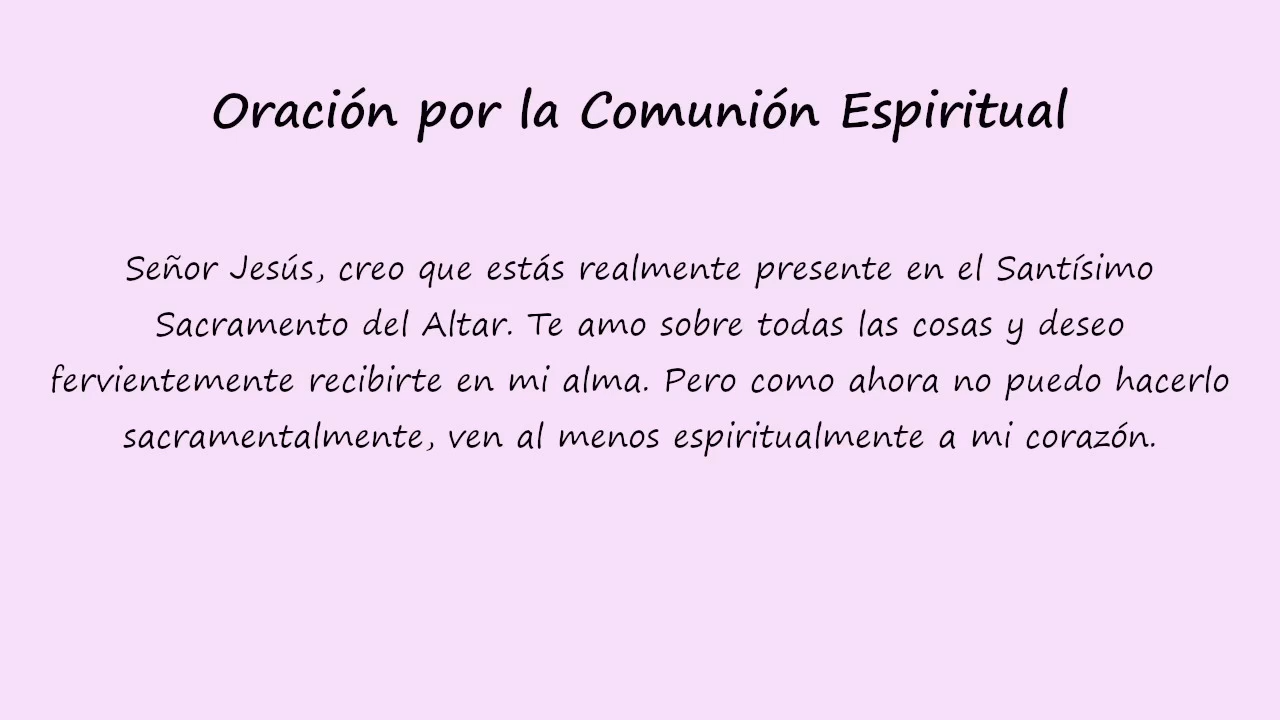 Oración por la Comunión Espiritual
Señor Jesús, creo que estás realmente presente en el Santísimo
Sacramento del Altar. Te amo sobre todas las cosas y deseo
fervientemente recibirte en mi alma. Pero como ahora no puedo hacerlo
sacramentalmente, ven al menos espiritualmente a mi corazón.